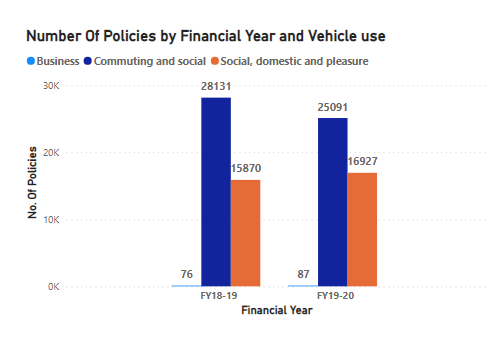 Number Of Policies by Financial Year and Vehicle use
Business Commuting and social Social, domestic and pleasure
30K
20K
10K
0K
No. Of Policies
28131
15870
76
25091
16927
87
FY18-19 FY19-20
Financial Year